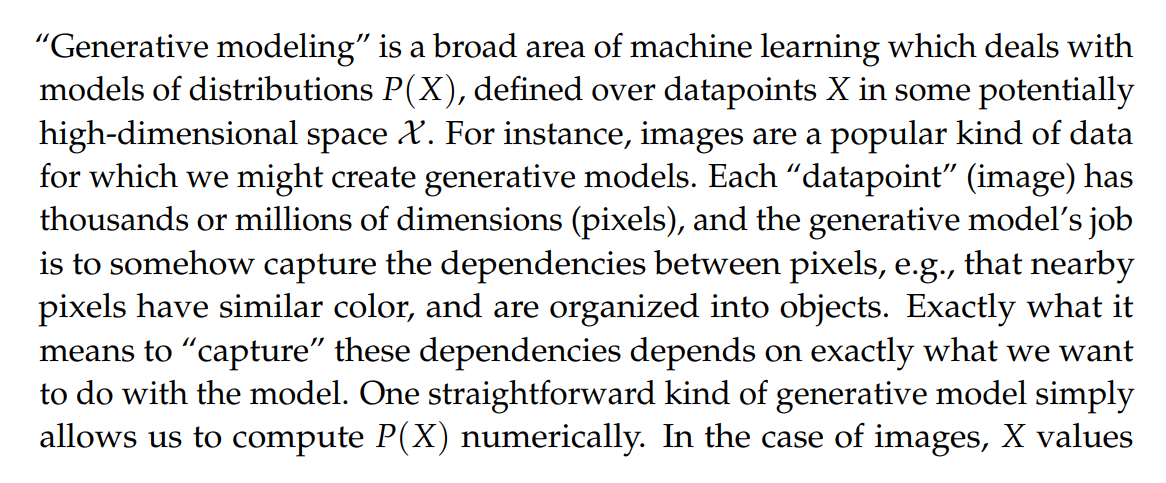 “Generative modeling” is a broad area of machine learning which deals with
models of distributions P(X), defined over datapoints X in some potentially
high-dimensional space 𝒳. For instance, images are a popular kind of data
for which we might create generative models. Each “datapoint” (image) has
thousands or millions of dimensions (pixels), and the generative model’s job
is to somehow capture the dependencies between pixels, e.g., that nearby
pixels have similar color, and are organized into objects. Exactly what it
means to “capture” these dependencies depends on exactly what we want
to do with the model. One straightforward kind of generative model simply
allows us to compute P(X) numerically. In the case of images, X values